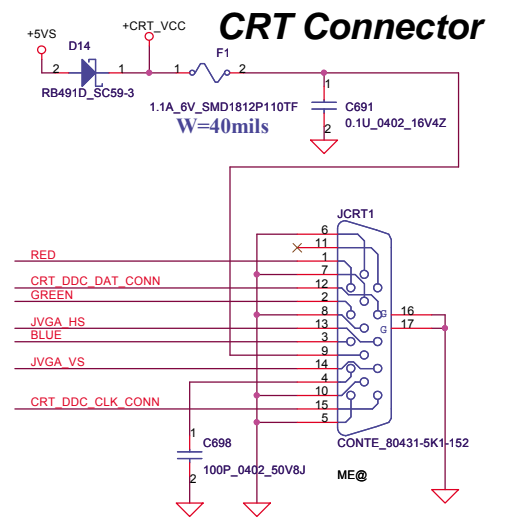 CRT Connector
+5VS
+CRT_VCC
D14
F1
2 1 1 2
RB491D_SC59-3
1.1A_6V_SMD1812P110TF
W=40mils
1
C691
0.1U_0402_16V4Z
2
JCRT1
6
11
RED
1
7
CRT_DDC_DAT_CONN
12
GREEN
2
8
G 16
JVGA_HS
13
G 17
BLUE
3
9
JVGA_VS
14
4
10
CRT_DDC_CLK_CONN
15
5
1
C698
CONTE_80431-5K1-152
100P_0402_50V8J
2
ME@